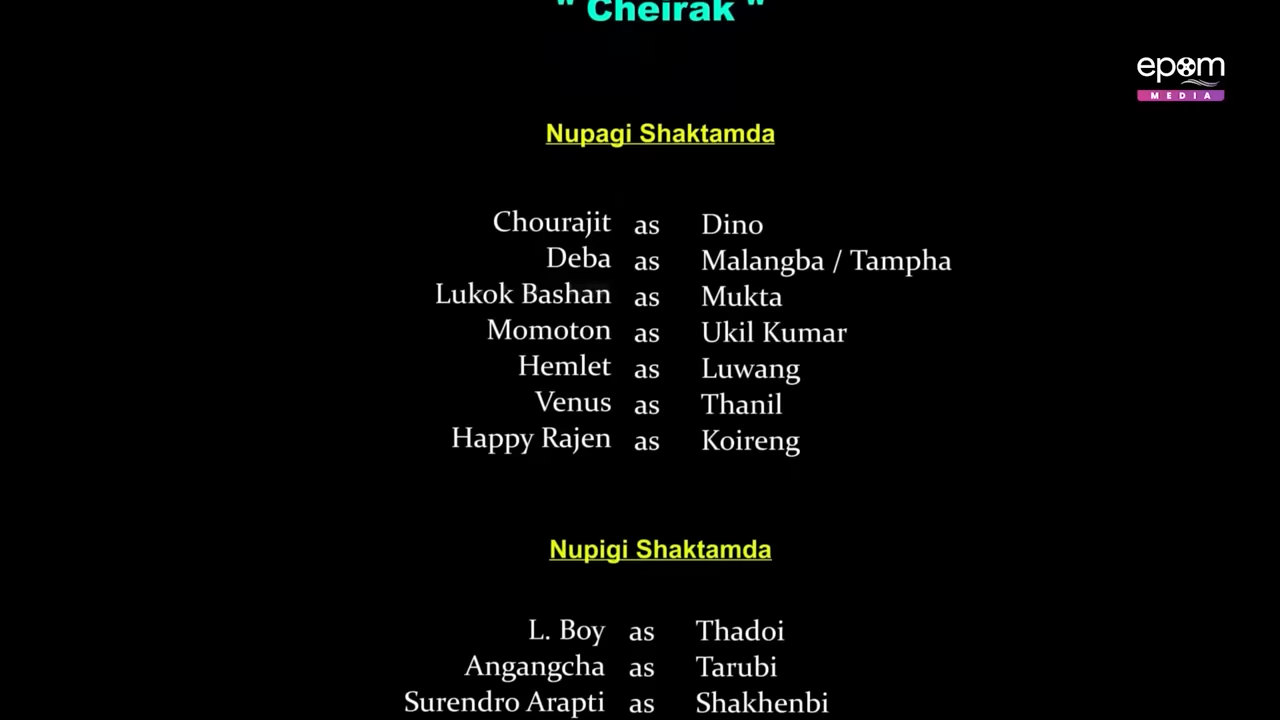 " Cheirak "
epom
MEDIA
Nupagi Shaktamda
Chourajit as Dino
Deba as Malangba / Tampha
Lukok Bashan as Mukta
Momoton as Ukil Kumar
Hemlet as Luwang
Venus as Thanil
Happy Rajen as Koireng
Nupigi Shaktamda
L. Boy as Thadoi
Angangcha as Tarubi
Surendro Arapti as Shakhenbi